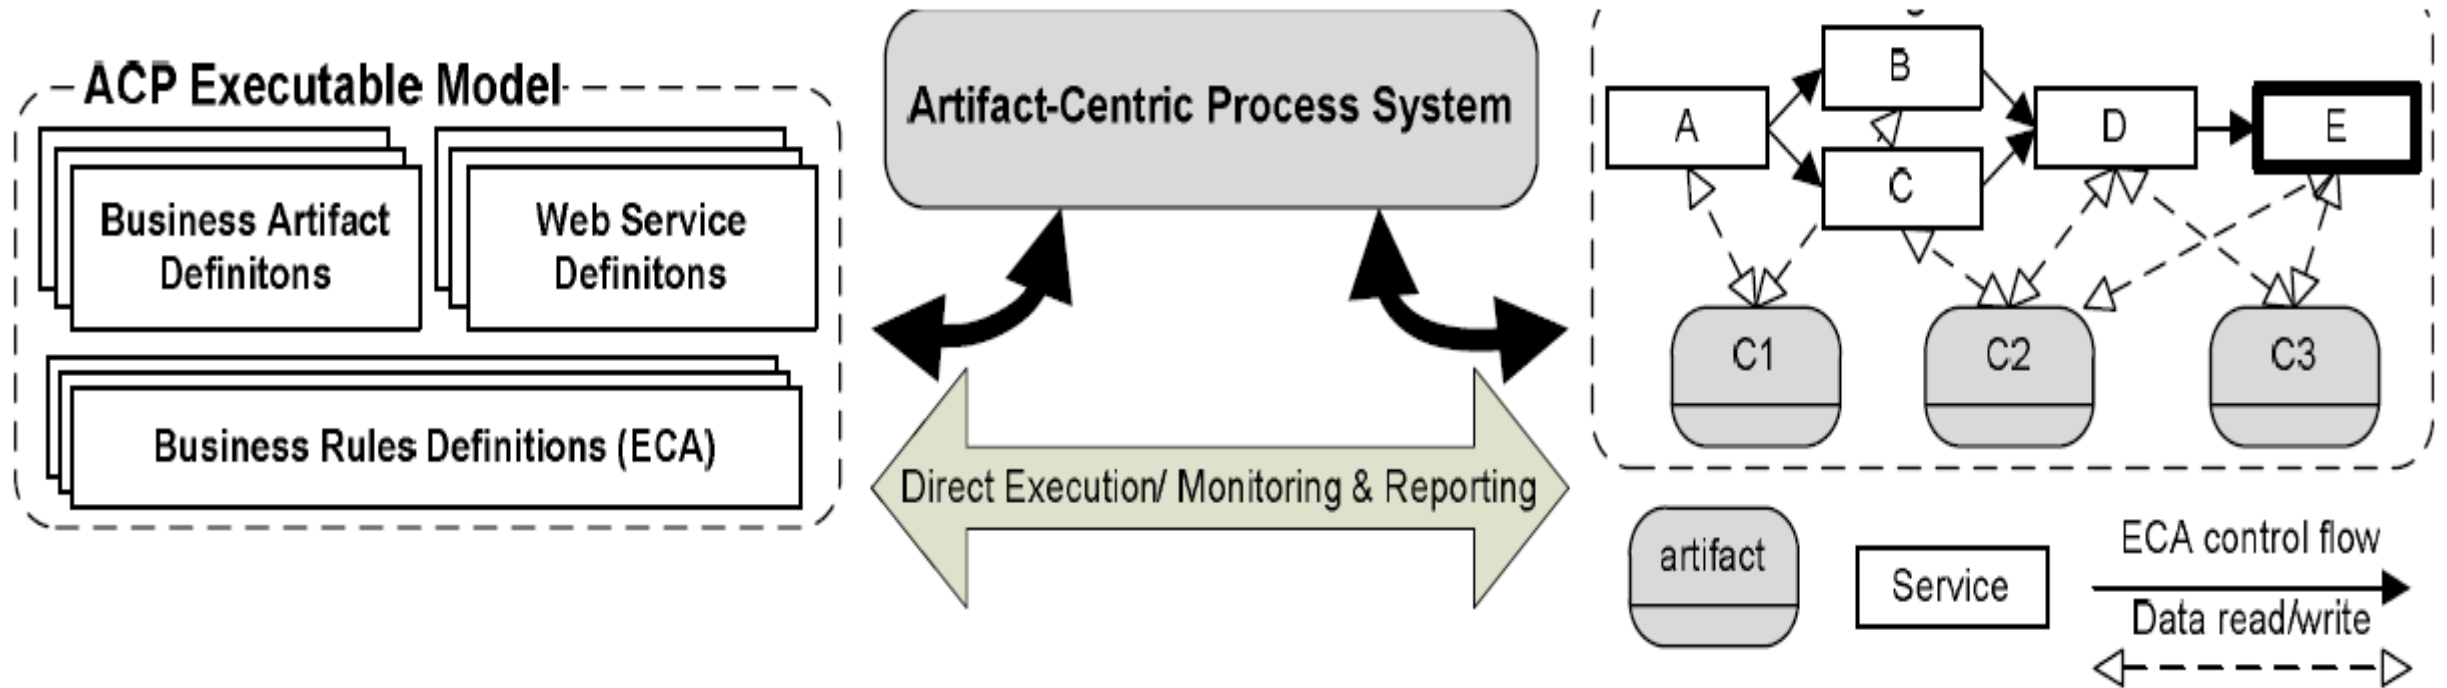 ACP Executable Model
Business Artifact
Definitons
Web Service
Definitons
Business Rules Definitions (ECA)
Artifact-Centric Process System
Direct Execution/ Monitoring & Reporting
A
B
C
D
E
C1
C2
C3
artifact
Service
ECA control flow
Data read/write